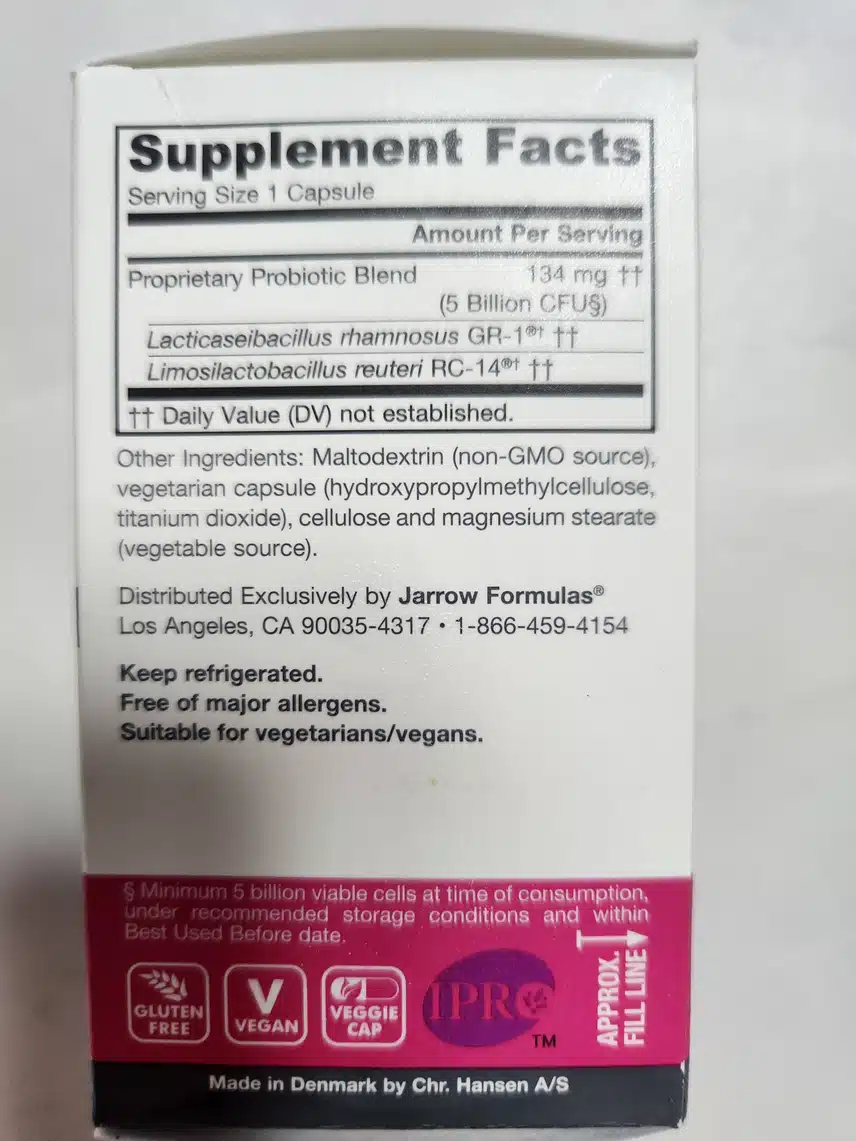 Supplement Facts
Serving Size 1 Capsule
Amount Per Serving
Proprietary Probiotic Blend 134 mg ††
(5 Billion CFU§)
Lacticaseibacillus rhamnosus GR-1®† ††
Limosilactobacillus reuteri RC-14®† ††
†† Daily Value (DV) not established.
Other Ingredients: Maltodextrin (non-GMO source),
vegetarian capsule (hydroxypropylmethylcellulose,
titanium dioxide), cellulose and magnesium stearate
(vegetable source).
Distributed Exclusively by Jarrow Formulas®
Los Angeles, CA 90035-4317 • 1-866-459-4154
Keep refrigerated.
Free of major allergens.
Suitable for vegetarians/vegans.
§ Minimum 5 billion viable cells at time of consumption,
under recommended storage conditions and within
Best Used Before date.
GLUTEN
FREE
V
VEGAN
VEGGIE
CAP
IPRO
TM
APPROX.
FILL LINE
Made in Denmark by Chr. Hansen A/S